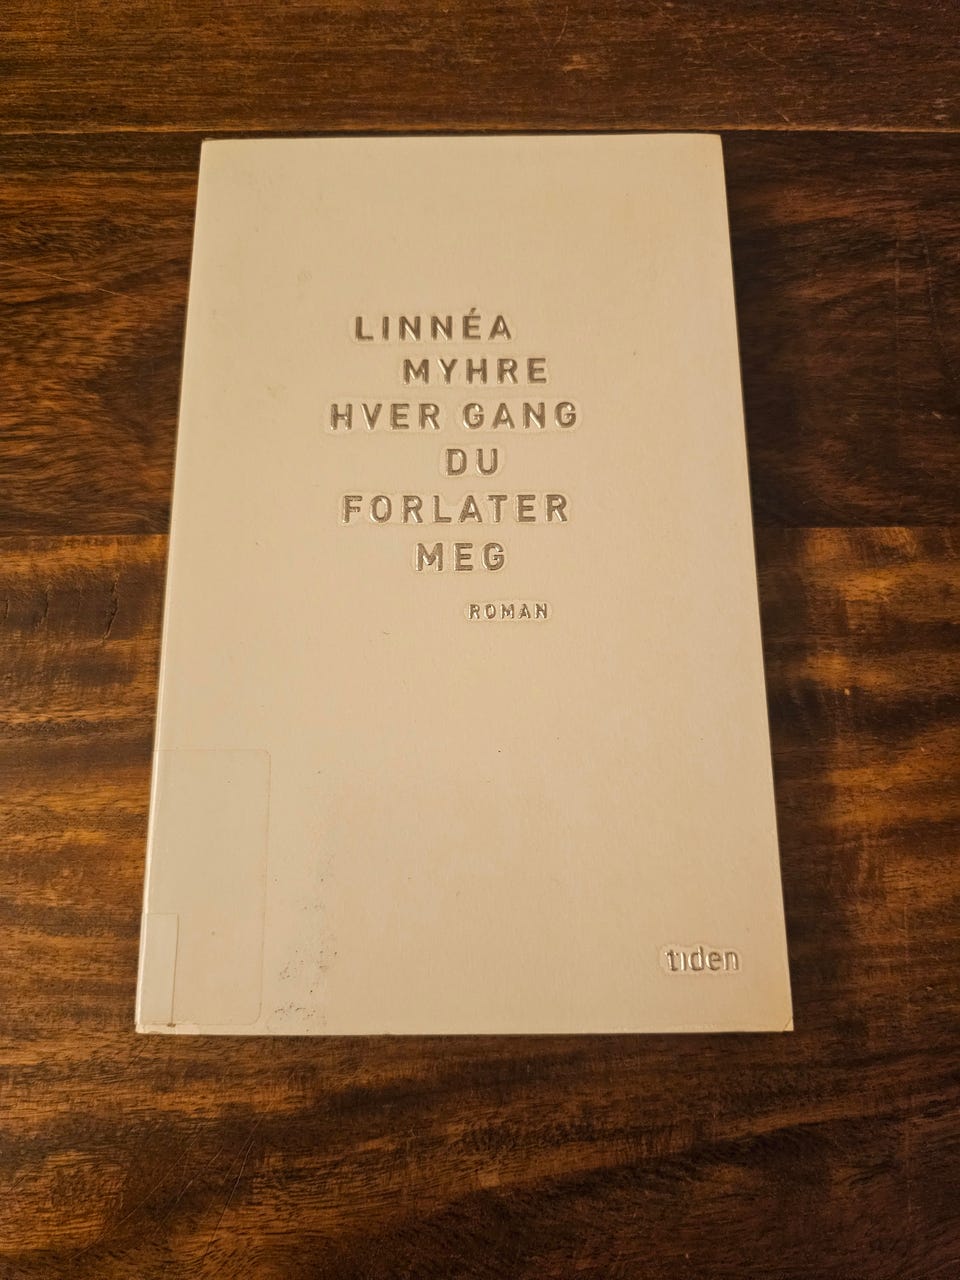 LINNÉA
MYHRE
HVER GANG
DU
FORLATER
MEG
ROMAN
tiden